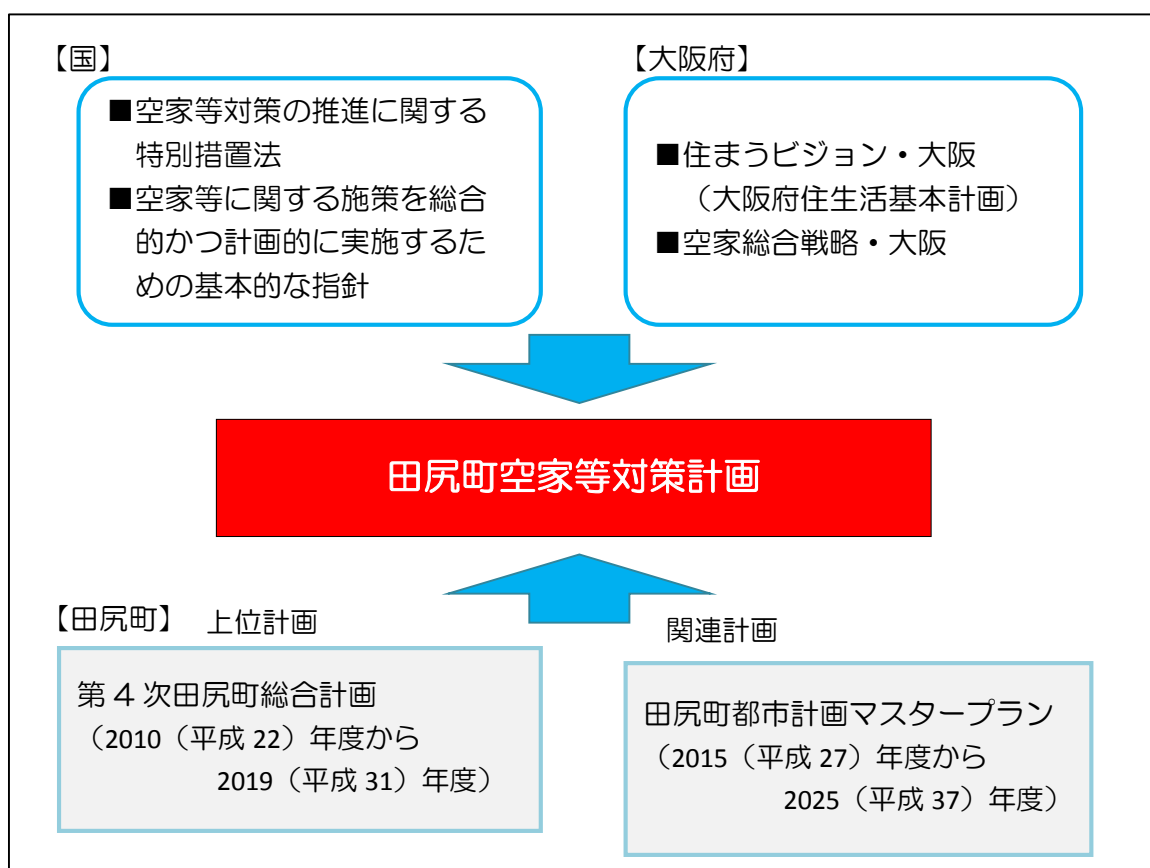 【国】
■空家等対策の推進に関する
特別措置法
■空家等に関する施策を総合
的かつ計画的に実施するた
めの基本的な指針
【大阪府】
■住まうビジョン・大阪
（大阪府住生活基本計画）
■空家総合戦略・大阪
田尻町空家等対策計画
【田尻町】 上位計画
第４次田尻町総合計画
（2010（平成 22）年度から
2019（平成 31）年度）
関連計画
田尻町都市計画マスタープラン
（2015（平成 27）年度から
2025（平成 37）年度）